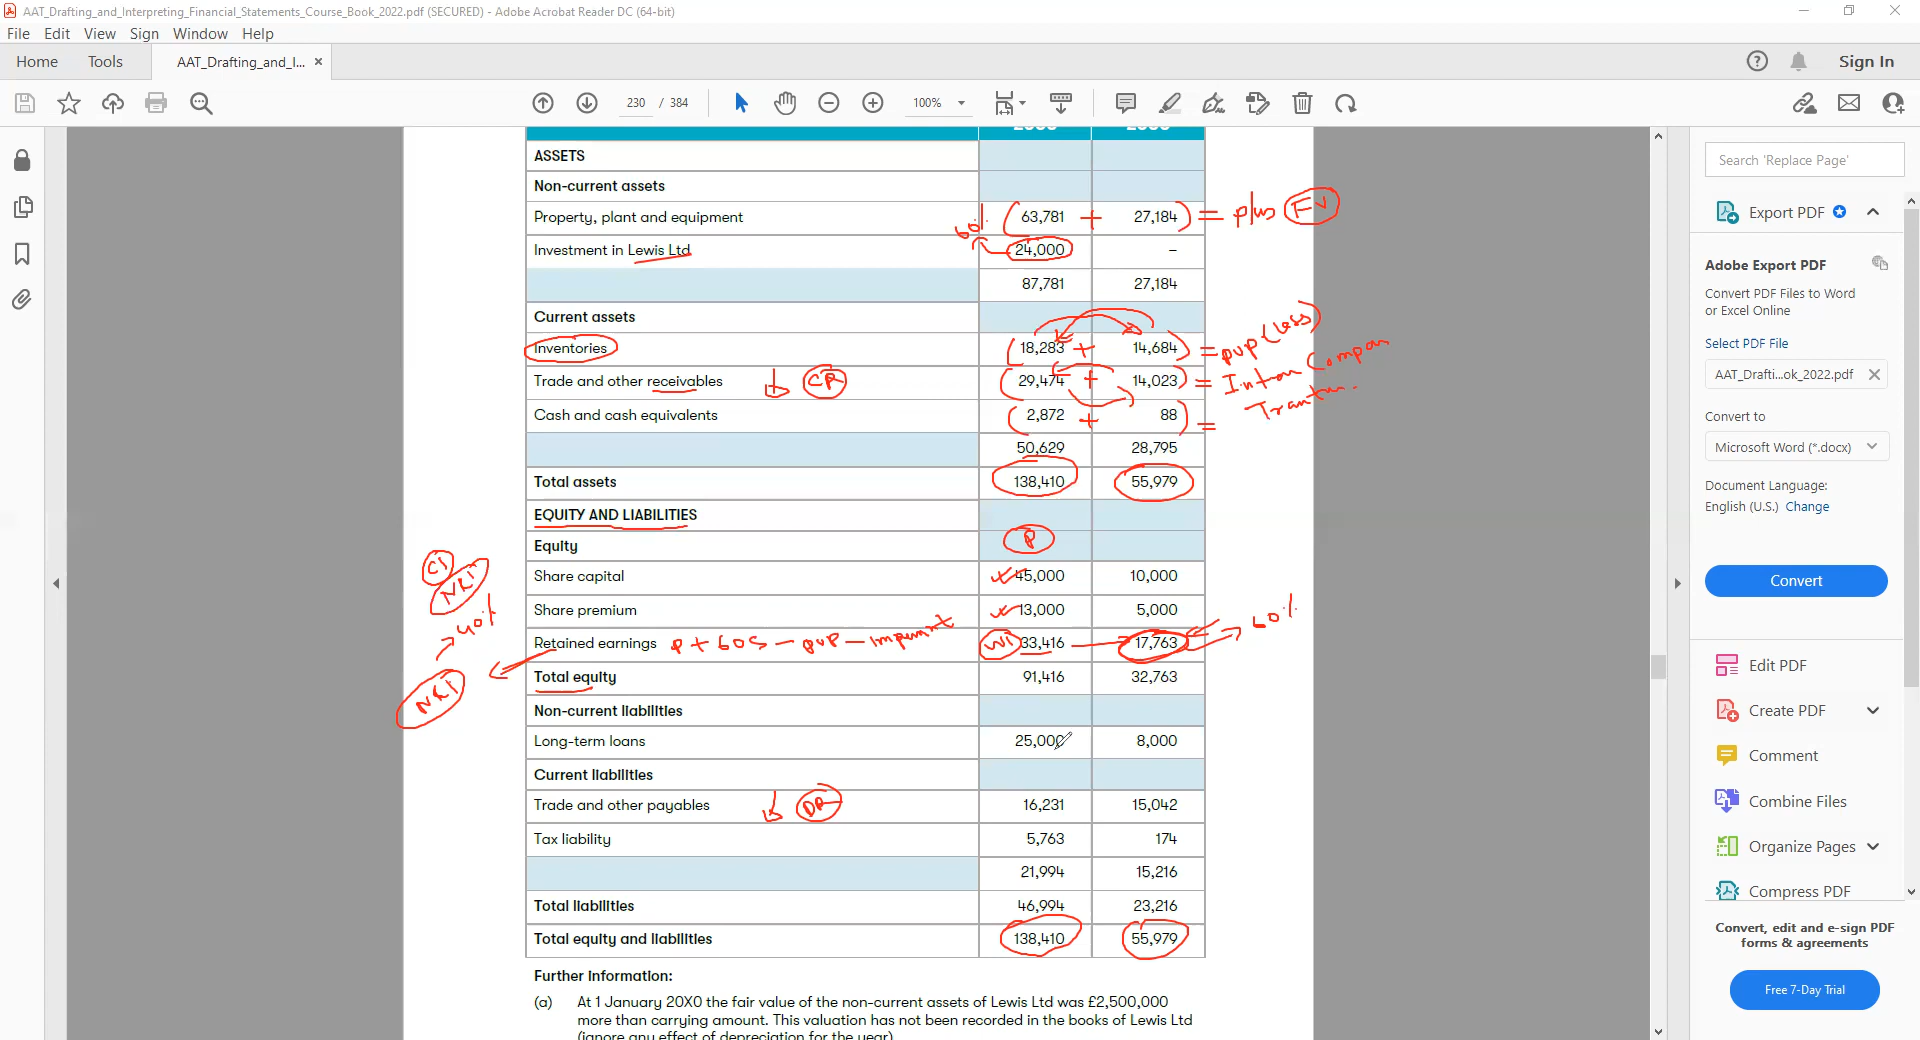 AAT_Drafting_and_Interpreting_Financial_Statements_Course_Book_2022.pdf (SECURED) - Adobe Acrobat Reader DC (64-bit)
File Edit View Sign Window Help
Home Tools AAT_Drafting_and_I... × Sign In
230 / 384 100%
ASSETS
Non-current assets
Property, plant and equipment 60% ( 63,781 + 27,184 ) = plus FV
Investment in Lewis Ltd 24,000 –
87,781 27,184
Current assets
Inventories ( 18,283 + 14,684 ) = PUP (less)
Trade and other receivables CR ( 29,474 + 14,023 ) = Intra Compan
Cash and cash equivalents ( 2,872 + 88 ) =
50,629 28,795
Total assets 138,410 55,979
EQUITY AND LIABILITIES
P
Equity
Share capital 45,000 10,000
Share premium 13,000 5,000
Retained earnings P + 60S - PUP - 33,416 17,763 60%
40%
Total equity 91,416 32,763
Non-current liabilities
Long-term loans 25,000 8,000
Current liabilities
Trade and other payables DR 16,231 15,042
Tax liability 5,763 174
21,994 15,216
Total liabilities 46,994 23,216
Total equity and liabilities 138,410 55,979
Further information:
(a) At 1 January 20X0 the fair value of the non-current assets of Lewis Ltd was £2,500,000
more than carrying amount. This valuation has not been recorded in the books of Lewis Ltd
(ignore any effect of depreciation for the year)
Search 'Replace Page'
Export PDF
Adobe Export PDF
Convert PDF Files to Word
or Excel Online
Select PDF File
AAT_Drafti...ok_2022.pdf ×
Convert to
Microsoft Word (*.docx)
Document Language:
English (U.S.) Change
Convert
Edit PDF
Create PDF
Comment
Combine Files
Organize Pages
Compress PDF
Convert, edit and e-sign PDF
forms & agreements
Free 7-Day Trial